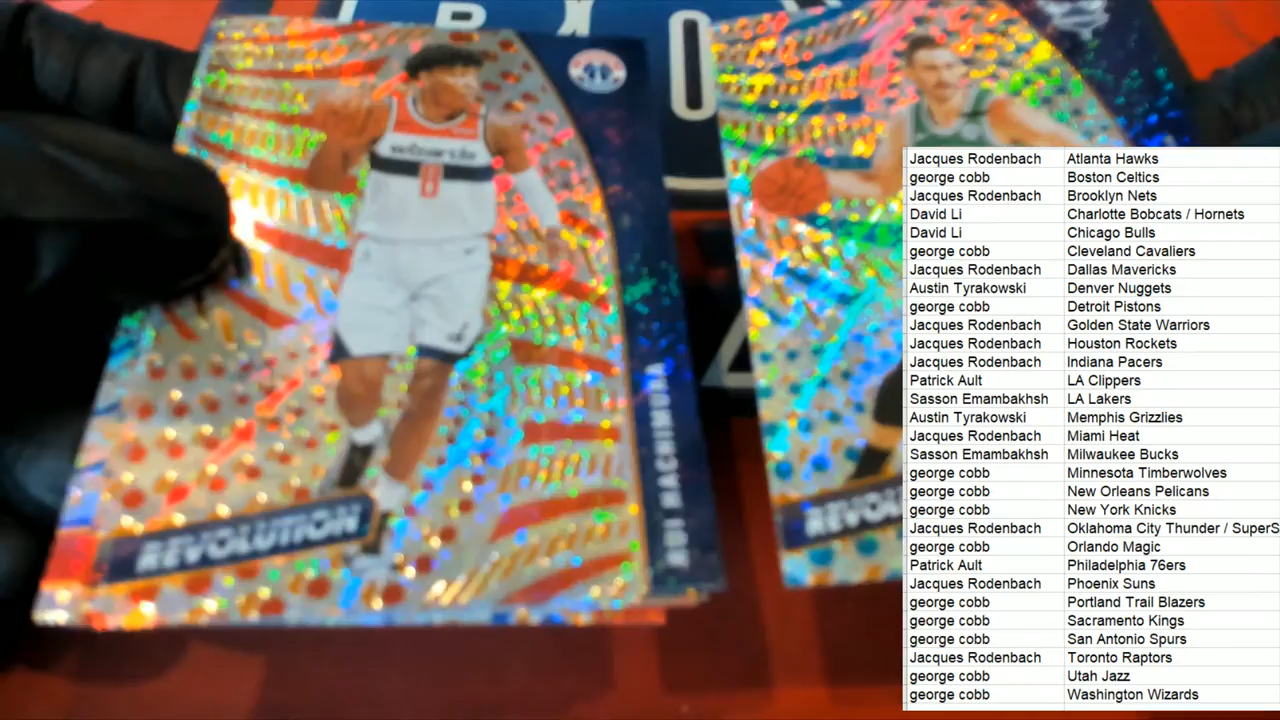 wizards
8
REVOLUTION
RUI HACHIMURA
REVOL
Jacques Rodenbach Atlanta Hawks
george cobb Boston Celtics
Jacques Rodenbach Brooklyn Nets
David Li Charlotte Bobcats / Hornets
David Li Chicago Bulls
george cobb Cleveland Cavaliers
Jacques Rodenbach Dallas Mavericks
Austin Tyrakowski Denver Nuggets
george cobb Detroit Pistons
Jacques Rodenbach Golden State Warriors
Jacques Rodenbach Houston Rockets
Jacques Rodenbach Indiana Pacers
Patrick Ault LA Clippers
Sasson Emambakhsh LA Lakers
Austin Tyrakowski Memphis Grizzlies
Jacques Rodenbach Miami Heat
Sasson Emambakhsh Milwaukee Bucks
george cobb Minnesota Timberwolves
george cobb New Orleans Pelicans
george cobb New York Knicks
Jacques Rodenbach Oklahoma City Thunder / SuperS
george cobb Orlando Magic
Patrick Ault Philadelphia 76ers
Jacques Rodenbach Phoenix Suns
george cobb Portland Trail Blazers
george cobb Sacramento Kings
george cobb San Antonio Spurs
Jacques Rodenbach Toronto Raptors
george cobb Utah Jazz
george cobb Washington Wizards